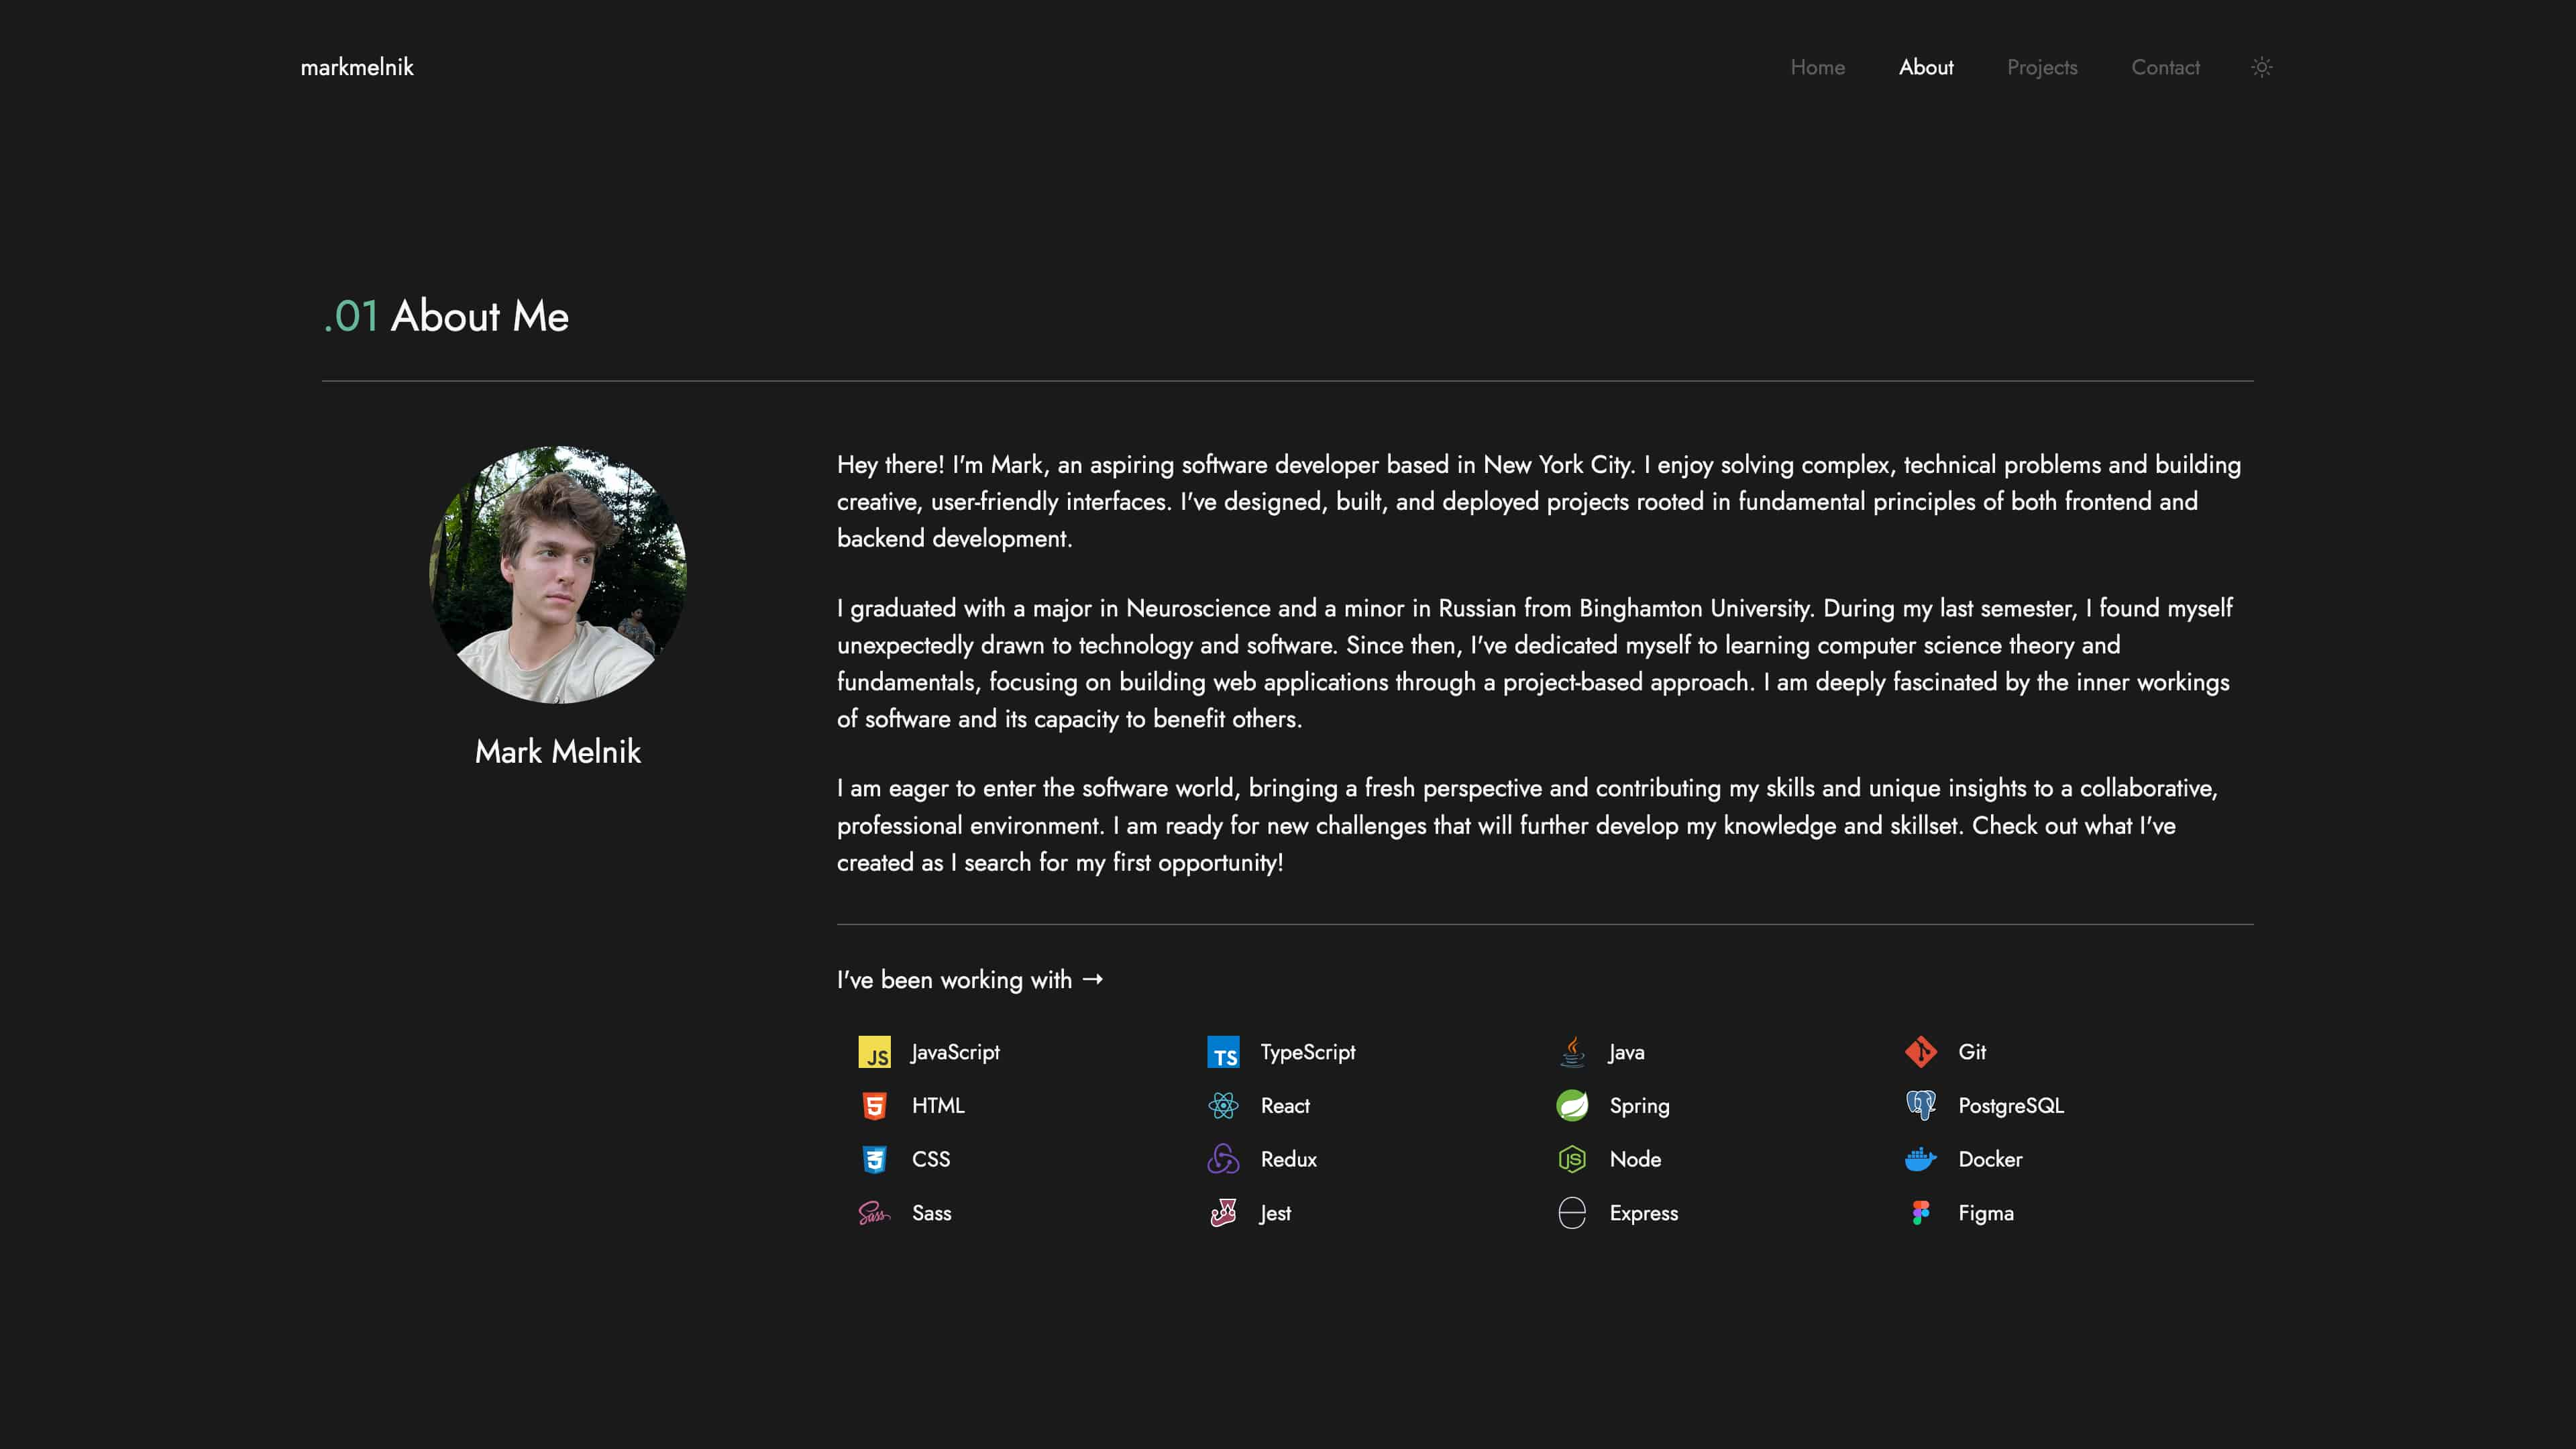 markmelnik
Home About Projects Contact
.01 About Me
Mark Melnik
Hey there! I'm Mark, an aspiring software developer based in New York City. I enjoy solving complex, technical problems and building
creative, user-friendly interfaces. I've designed, built, and deployed projects rooted in fundamental principles of both frontend and
backend development.
I graduated with a major in Neuroscience and a minor in Russian from Binghamton University. During my last semester, I found myself
unexpectedly drawn to technology and software. Since then, I've dedicated myself to learning computer science theory and
fundamentals, focusing on building web applications through a project-based approach. I am deeply fascinated by the inner workings
of software and its capacity to benefit others.
I am eager to enter the software world, bringing a fresh perspective and contributing my skills and unique insights to a collaborative,
professional environment. I am ready for new challenges that will further develop my knowledge and skillset. Check out what I've
created as I search for my first opportunity!
I've been working with →
JS JavaScript TS TypeScript Java Git
5 HTML React Spring PostgreSQL
3 CSS Redux JS Node Docker
Sass Sass Jest Express Figma